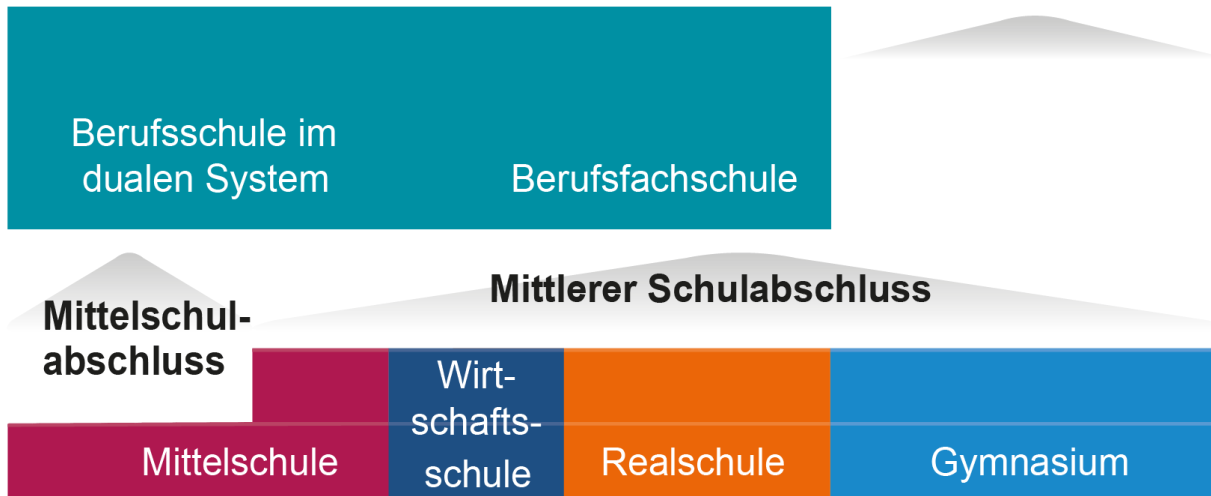 Berufsschule im
dualen System
Berufsfachschule
Mittelschul-
abschluss
Mittlerer Schulabschluss
Mittelschule
Wirt-
schafts-
schule
Realschule
Gymnasium